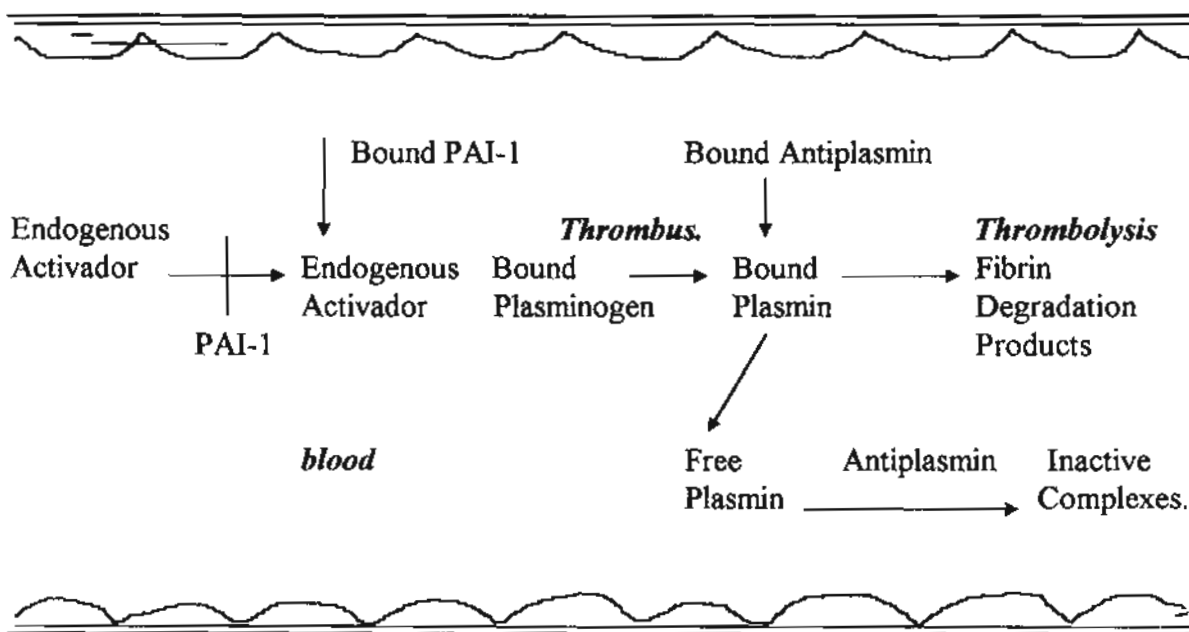 Bound PAI-1
Bound Antiplasmin
Endogenous
Activador
PAI-1
Endogenous
Activador
Thrombus.
Bound
Plasminogen
Bound
Plasmin
Thrombolysis
Fibrin
Degradation
Products
blood
Free
Plasmin
Antiplasmin
Inactive
Complexes.